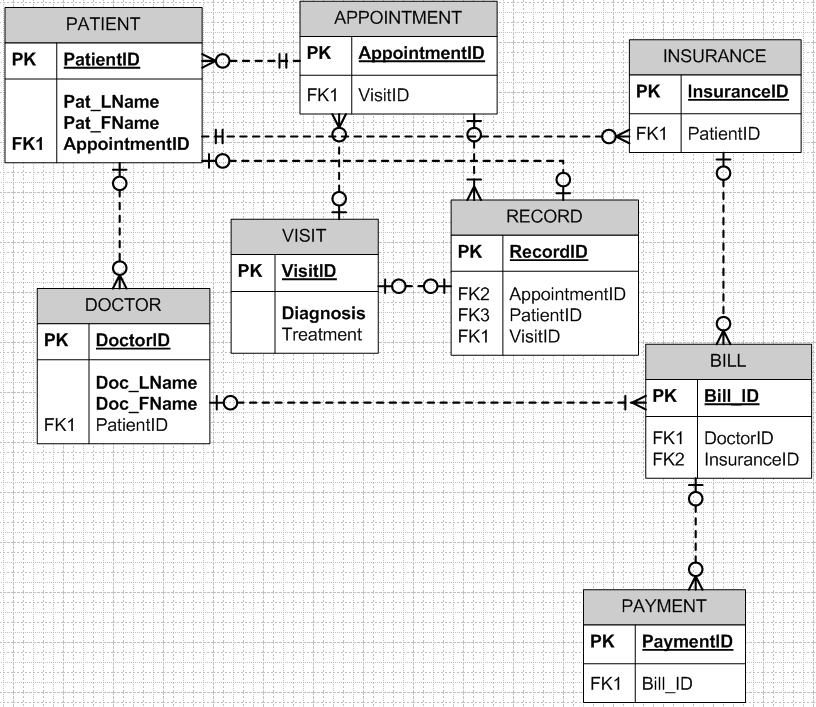 PATIENT
PK PatientID
Pat_LName
Pat_FName
FK1 AppointmentID
APPOINTMENT
PK AppointmentID
FK1 VisitID
INSURANCE
PK InsuranceID
FK1 PatientID
VISIT
PK VisitID
Diagnosis
Treatment
RECORD
PK RecordID
FK2 AppointmentID
FK3 PatientID
FK1 VisitID
DOCTOR
PK DoctorID
Doc_LName
Doc_FName
FK1 PatientID
BILL
PK Bill_ID
FK1 DoctorID
FK2 InsuranceID
PAYMENT
PK PaymentID
FK1 Bill_ID